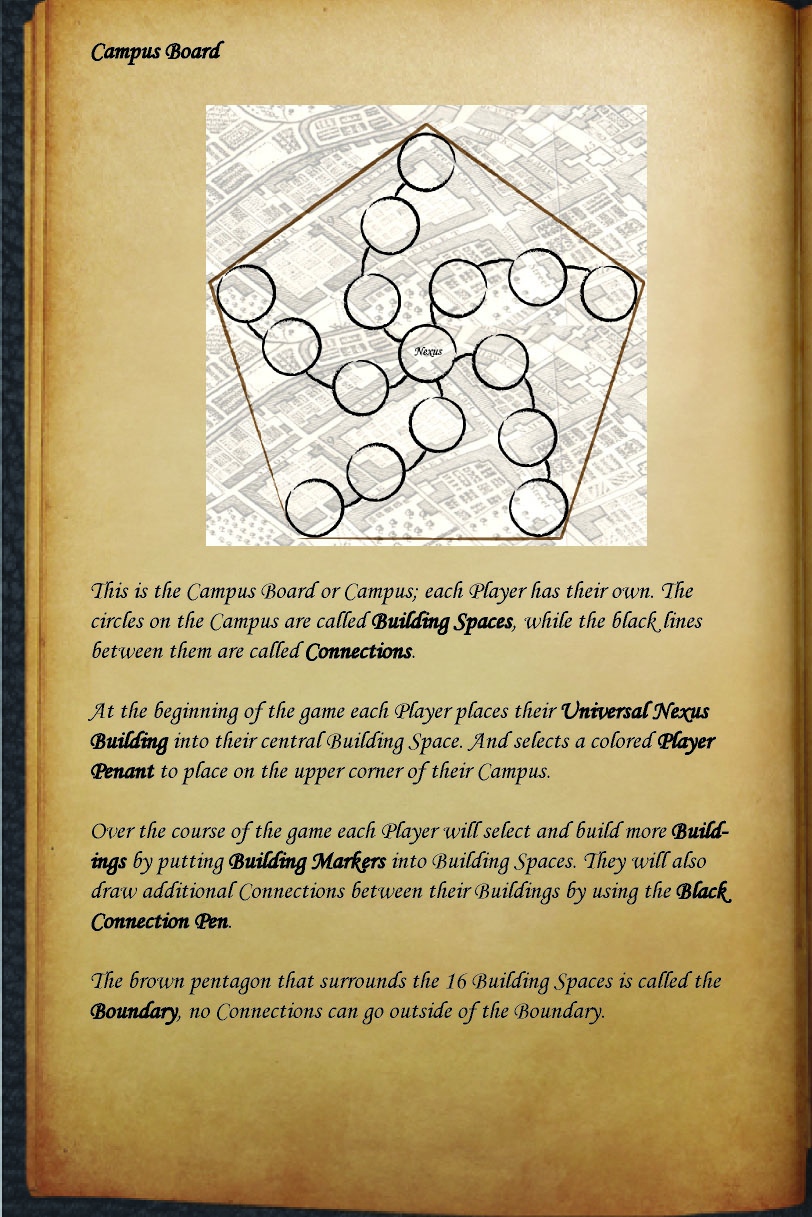 Campus Board
Nexus
This is the Campus Board or Campus; each Player has their own. The
circles on the Campus are called Building Spaces, while the black lines
between them are called Connections.
At the beginning of the game each Player places their Universal Nexus
Building into their central Building Space. And selects a colored Player
Penant to place on the upper corner of their Campus.
Over the course of the game each Player will select and build more Build-
ings by putting Building Markers into Building Spaces. They will also
draw additional Connections between their Buildings by using the Black
Connection Pen.
The brown pentagon that surrounds the 16 Building Spaces is called the
Boundary, no Connections can go outside of the Boundary.